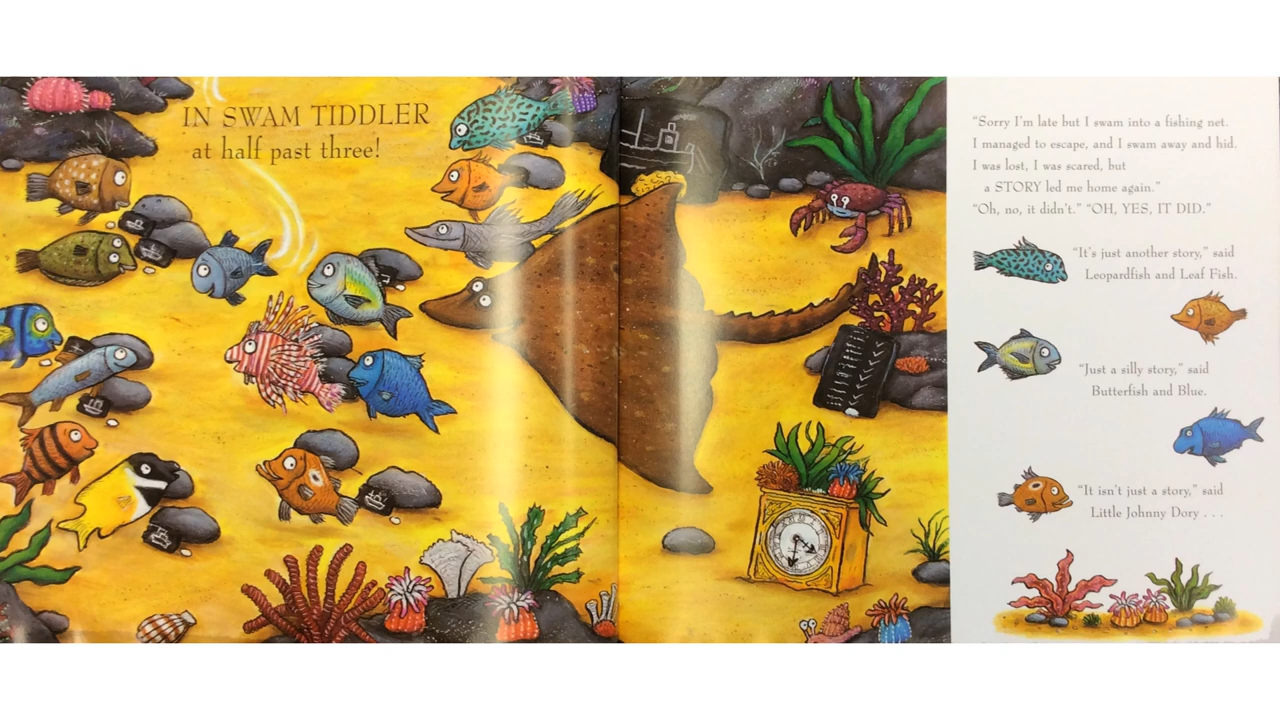 IN SWAM TIDDLER
at half past three!
“Sorry I’m late but I swam into a fishing net.
I managed to escape, and I swam away and hid.
I was lost, I was scared, but
a STORY led me home again.”
“Oh, no, it didn’t.” “OH, YES, IT DID.”
“It’s just another story,” said
Leopardfish and Leaf Fish.
“Just a silly story,” said
Butterfish and Blue.
“It isn’t just a story,” said
Little Johnny Dory . . .